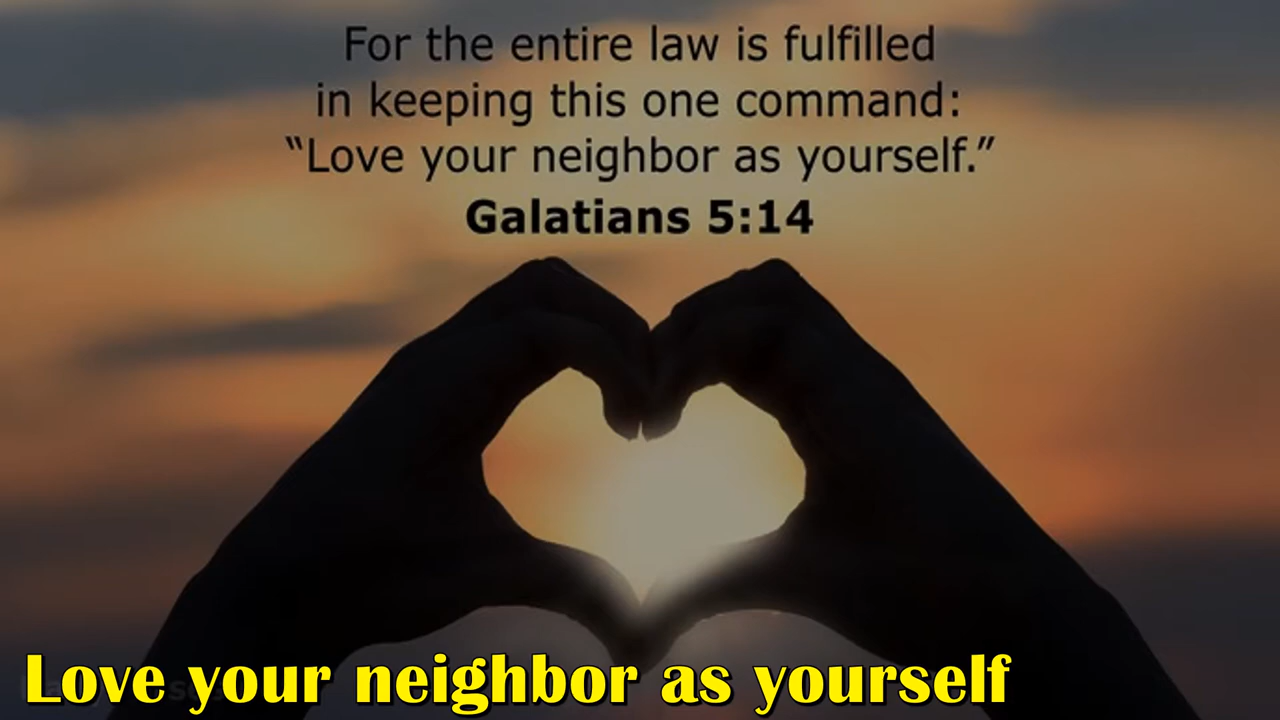 For the entire law is fulfilled
in keeping this one command:
“Love your neighbor as yourself.”
Galatians 5:14
Love your neighbor as yourself